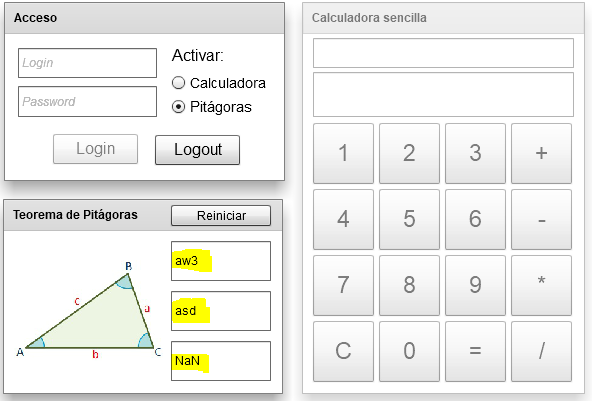 Acceso
Login
Password
Activar:
Calculadora
Pitágoras
Login Logout
Teorema de Pitágoras Reiniciar
aw3
asd
NaN
B
c a
A b C
Calculadora sencilla
1 2 3 +
4 5 6 -
7 8 9 *
C 0 = /